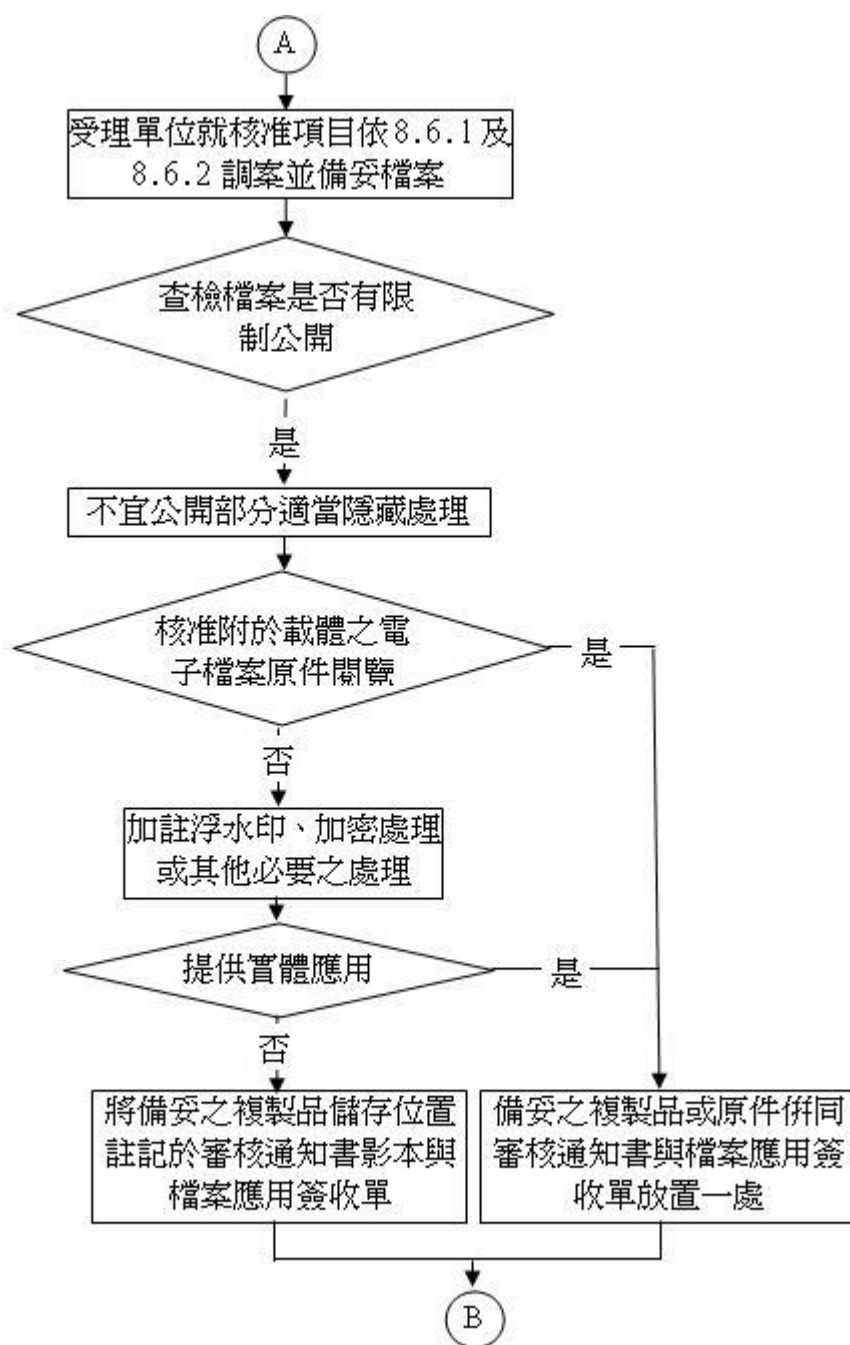 A
受理單位就核准項目依8.6.1及
8.6.2調案並備妥檔案
查檢檔案是否有限
制公開
是
不宜公開部分適當隱藏處理
核准附於載體之電
子檔案原件閱覽
是
否
加註浮水印、加密處理
或其他必要之處理
提供實體應用
是
否
將備妥之複製品儲存位置
註記於審核通知書影本與
檔案應用簽收單
備妥之複製品或原件併同
審核通知書與檔案應用簽
收單放置一處
B